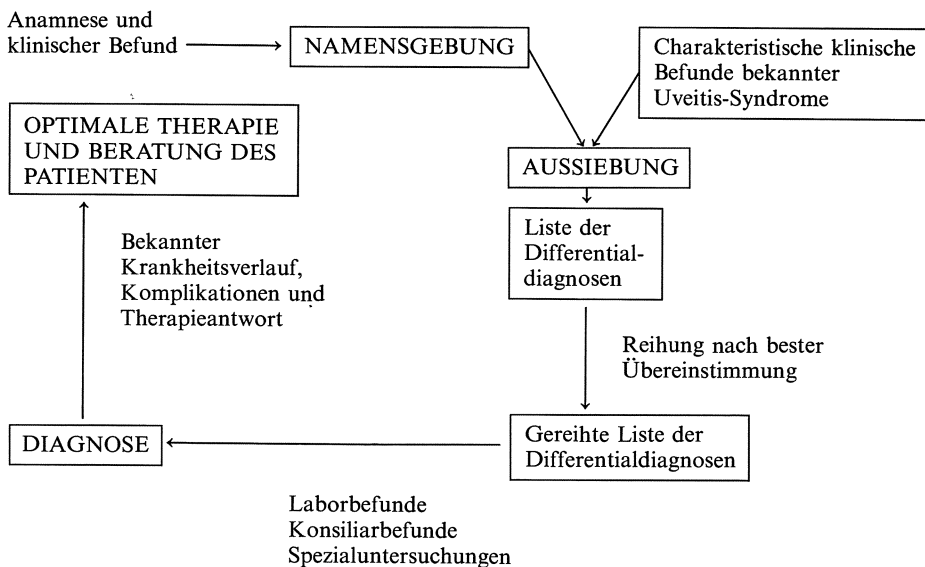 Anamnese und
klinischer Befund
NAMENSGEBUNG
Charakteristische klinische
Befunde bekannter
Uveitis-Syndrome
OPTIMALE THERAPIE
UND BERATUNG DES
PATIENTEN
AUSSIEBUNG
Liste der
Differential-
diagnosen
Bekannter
Krankheitsverlauf,
Komplikationen und
Therapieantwort
Reihung nach bester
Übereinstimmung
DIAGNOSE
Gereihte Liste der
Differentialdiagnosen
Laborbefunde
Konsiliarbefunde
Spezialuntersuchungen